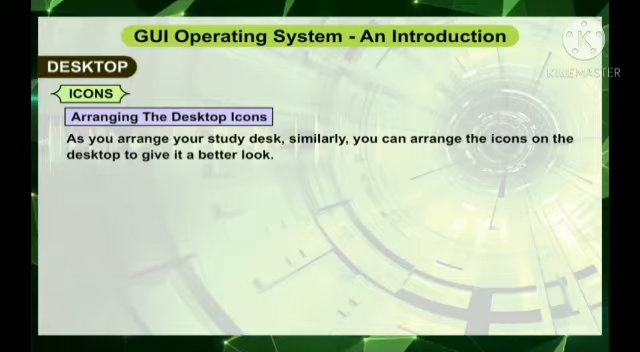 GUI Operating System - An Introduction
DESKTOP
ICONS
Arranging The Desktop Icons
As you arrange your study desk, similarly, you can arrange the icons on the
desktop to give it a better look.
K
KINEMASTER